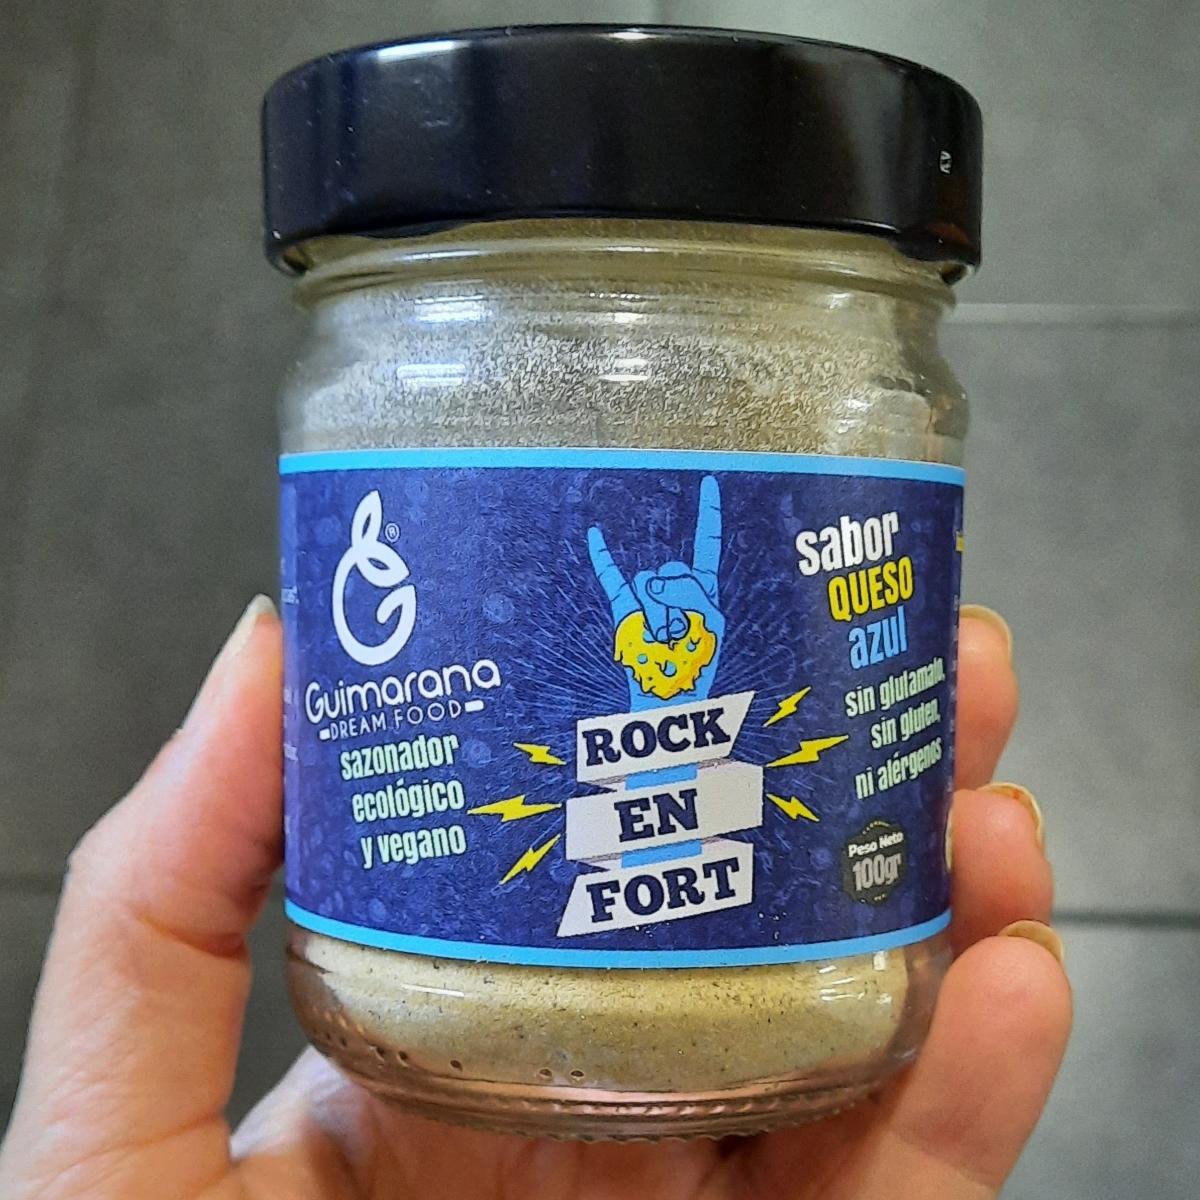 Guimarana
DREAM FOOD
sazonador
ecológico
y vegano
ROCK
EN
FORT
sabor
QUESO
azul
sin glutamato,
sin gluten,
ni alérgenos
Peso Neto
100gr